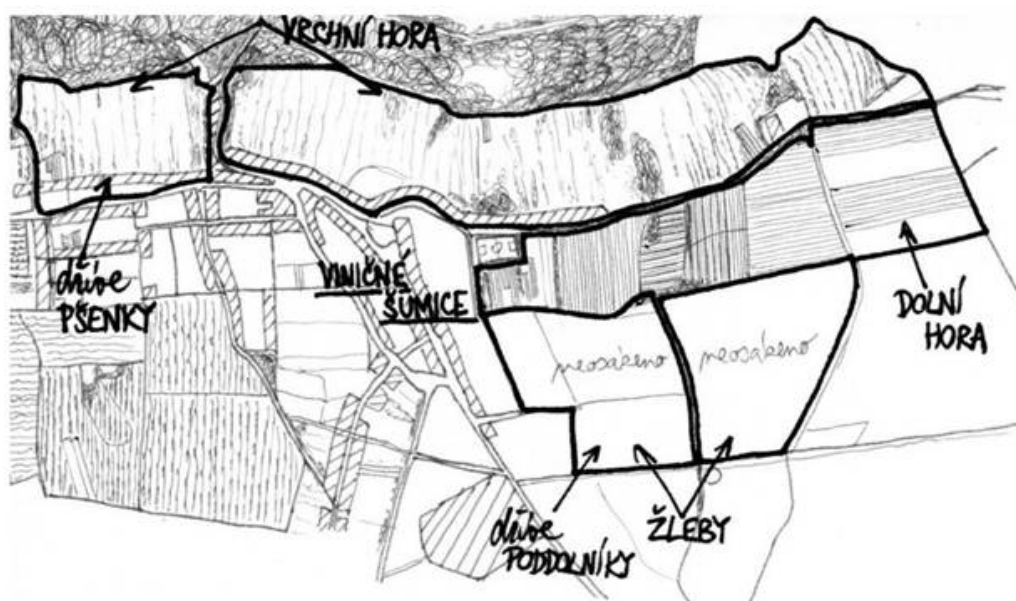 VRCHNÍ HORA
dříve
PŠENKY
VINIČNÉ
ŠUMICE
DOLNÍ
HORA
neosázeno
neosázeno
dříve
PODDOLNÍKY
ŽLEBY